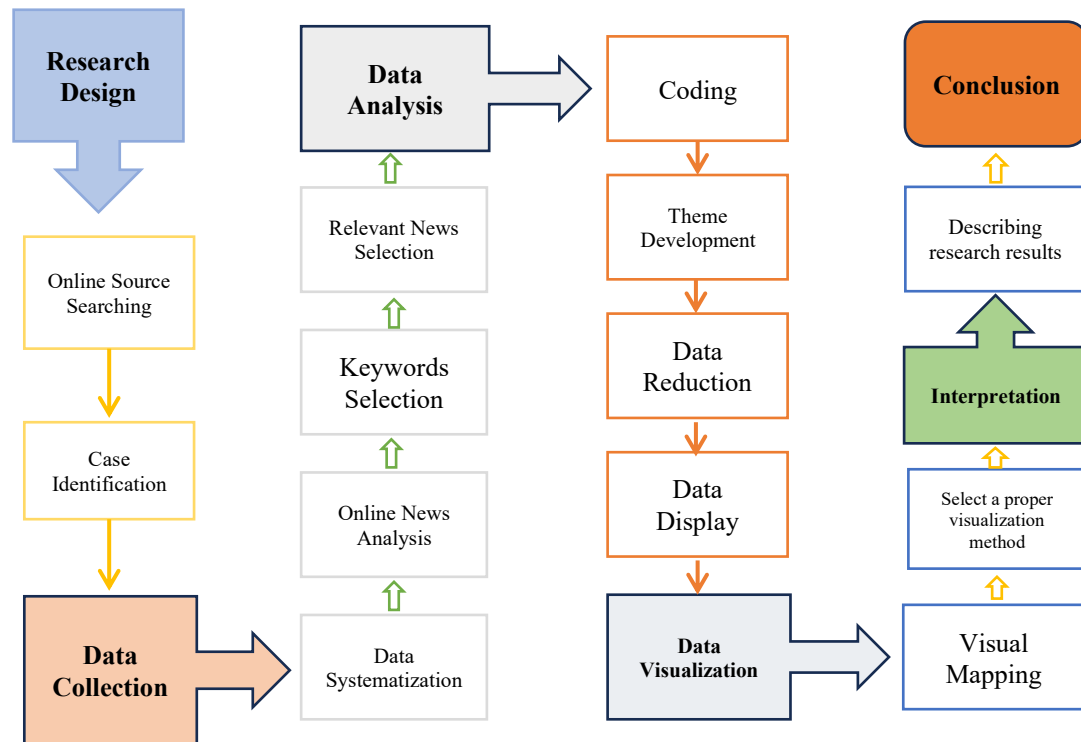 Research
Design
Online Source
Searching
Case
Identification
Data
Collection
Data
Systematization
Online News
Analysis
Keywords
Selection
Relevant News
Selection
Data
Analysis
Coding
Theme
Development
Data
Reduction
Data
Display
Data
Visualization
Visual
Mapping
Select a proper
visualization
method
Interpretation
Describing
research results
Conclusion